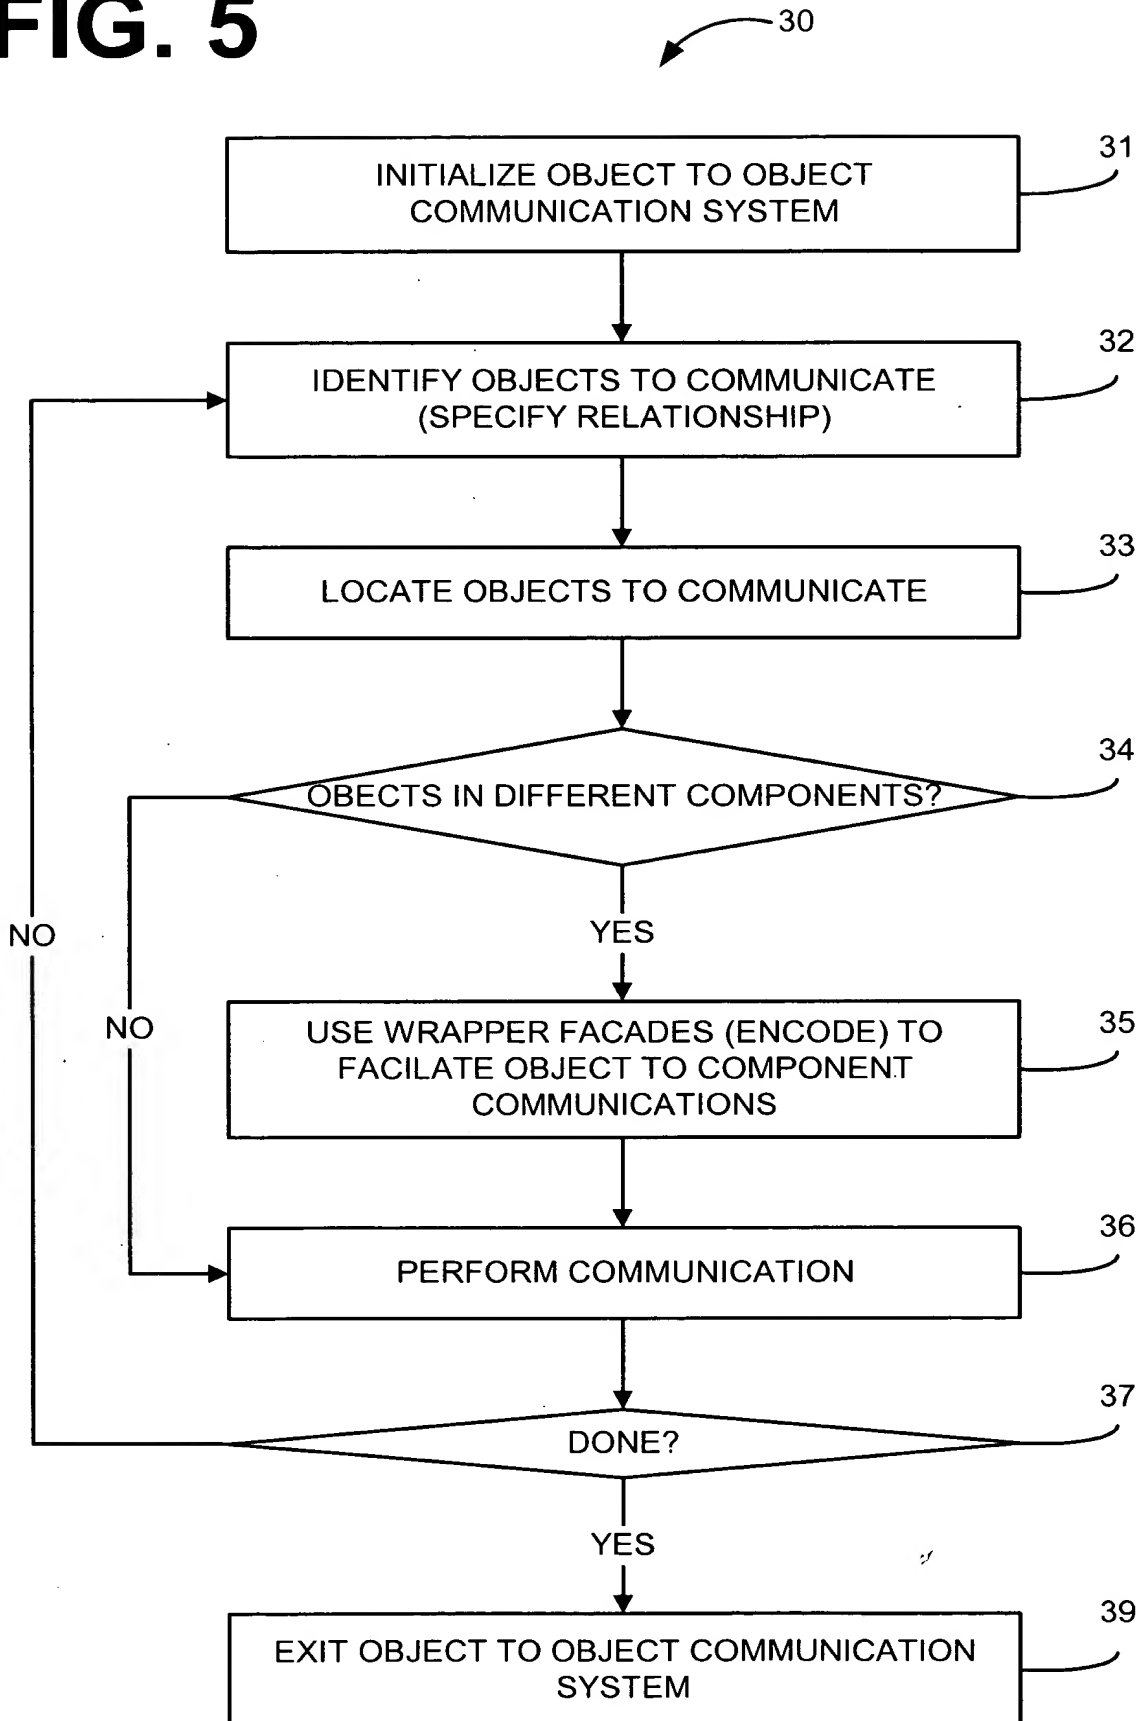 FIG. 5
30
31
INITIALIZE OBJECT TO OBJECT
COMMUNICATION SYSTEM
32
IDENTIFY OBJECTS TO COMMUNICATE
(SPECIFY RELATIONSHIP)
33
LOCATE OBJECTS TO COMMUNICATE
34
OBECTS IN DIFFERENT COMPONENTS?
NO
YES
NO
35
USE WRAPPER FACADES (ENCODE) TO
FACILATE OBJECT TO COMPONENT
COMMUNICATIONS
36
PERFORM COMMUNICATION
37
DONE?
YES
39
EXIT OBJECT TO OBJECT COMMUNICATION
SYSTEM